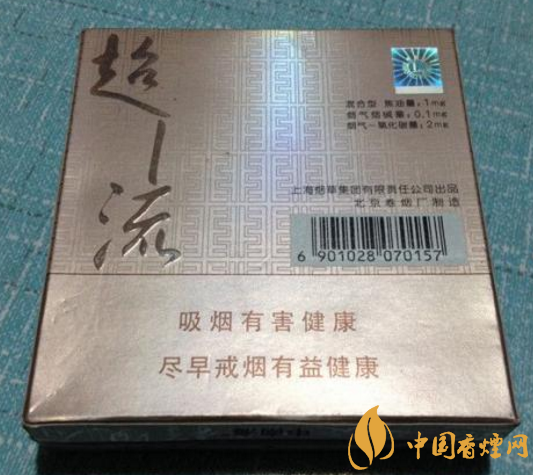 超一流
混合型 焦油量:1mg
烟气烟碱量:0.1mg
烟气一氧化碳量:2mg
上海烟草集团有限责任公司出品
北京卷烟厂制造
6 901028 070157
吸烟有害健康
尽早戒烟有益健康
中国香烟网